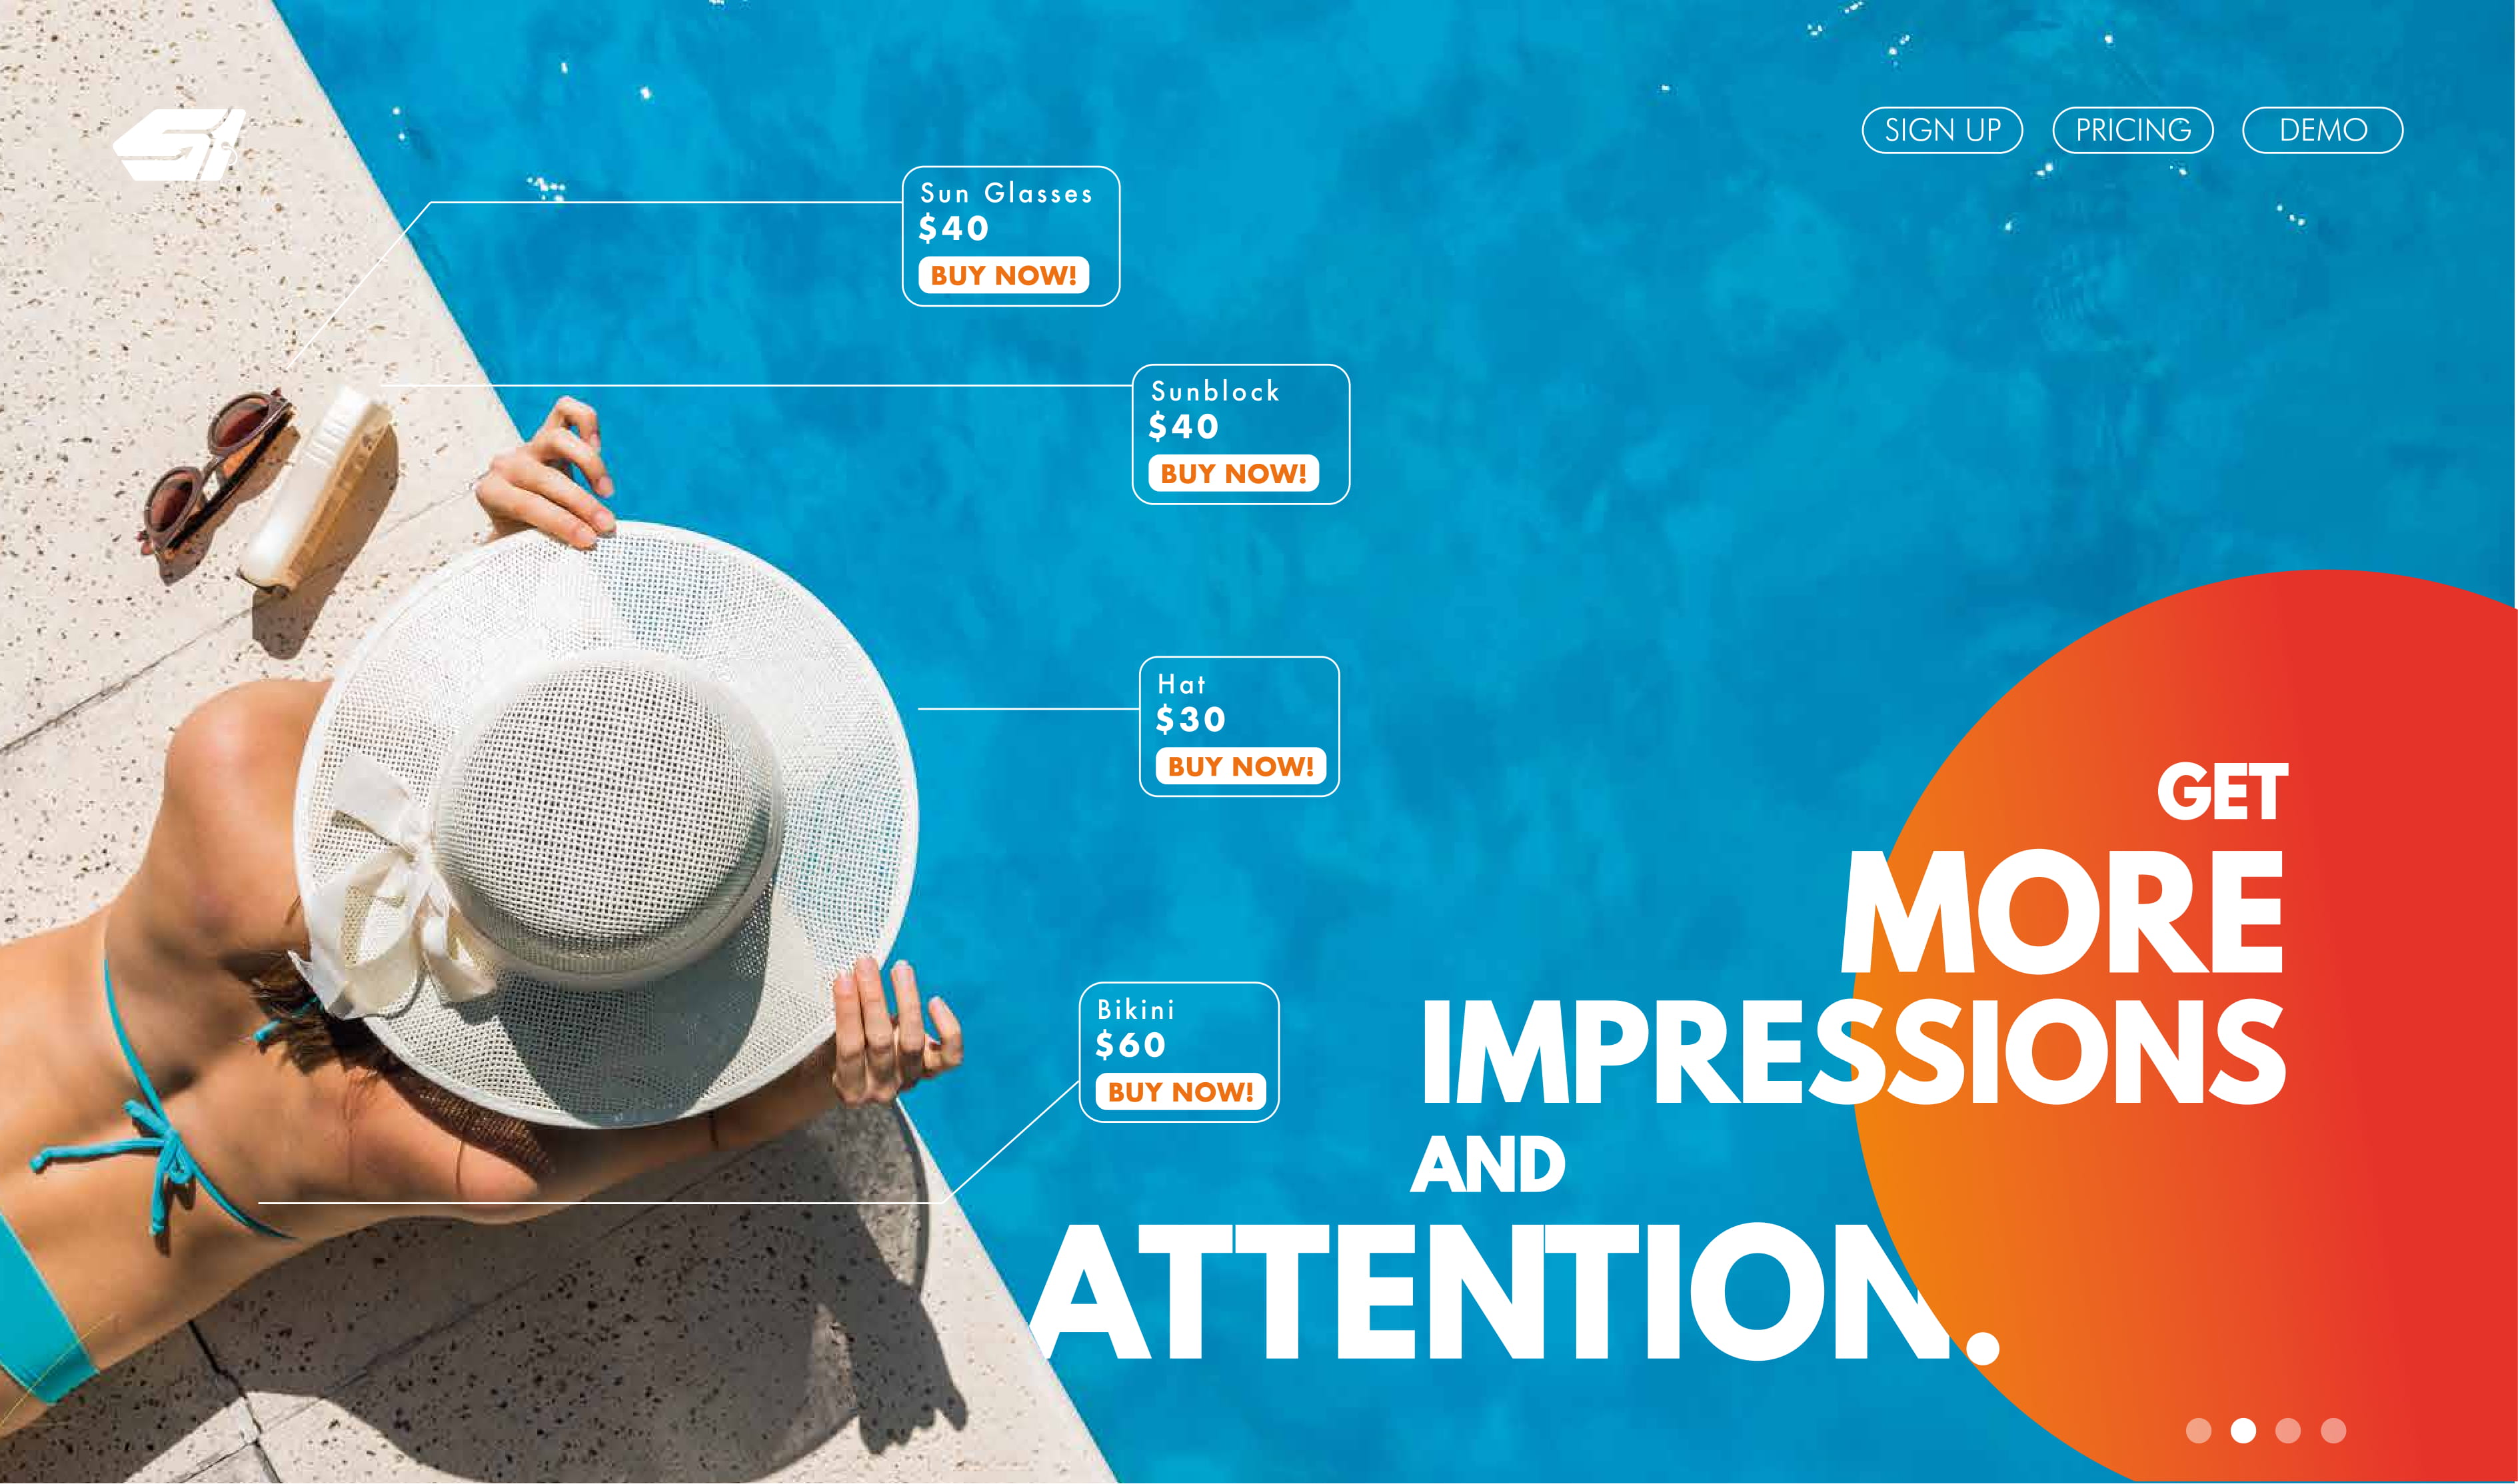 SIGN UP
PRICING
DEMO
Sun Glasses
$40
BUY NOW!
Sunblock
$40
BUY NOW!
Hat
$30
BUY NOW!
Bikini
$60
BUY NOW!
GET
MORE
IMPRESSIONS
AND
ATTENTION.